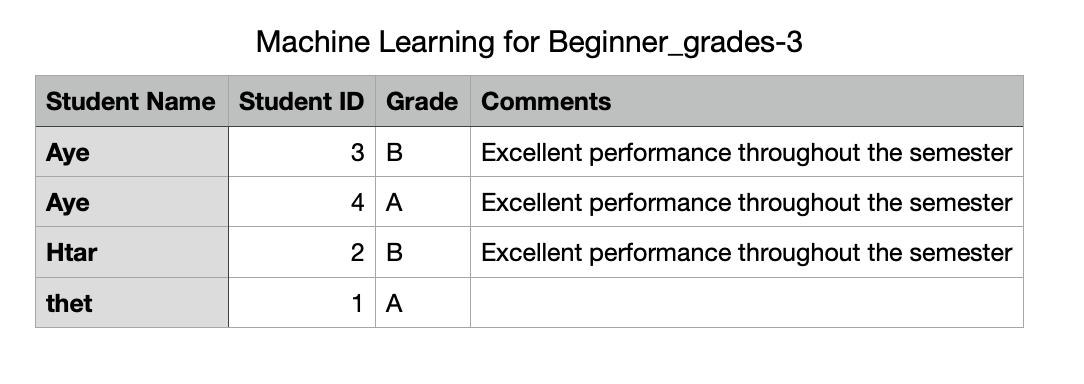 Machine Learning for Beginner_grades-3
Student Name Student ID Grade Comments
Aye 3 B Excellent performance throughout the semester
Aye 4 A Excellent performance throughout the semester
Htar 2 B Excellent performance throughout the semester
thet 1 A